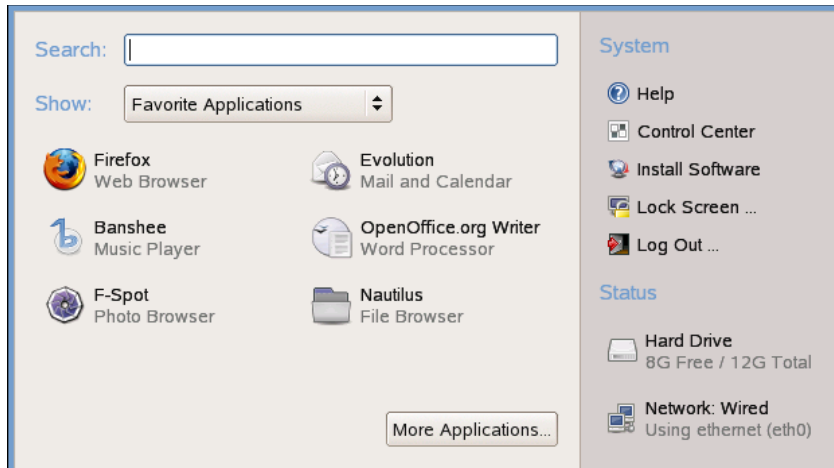 Search:
Show: Favorite Applications
Firefox
Web Browser
Evolution
Mail and Calendar
Banshee
Music Player
OpenOffice.org Writer
Word Processor
F-Spot
Photo Browser
Nautilus
File Browser
More Applications...
System
Help
Control Center
Install Software
Lock Screen ...
Log Out ...
Status
Hard Drive
8G Free / 12G Total
Network: Wired
Using ethernet (eth0)